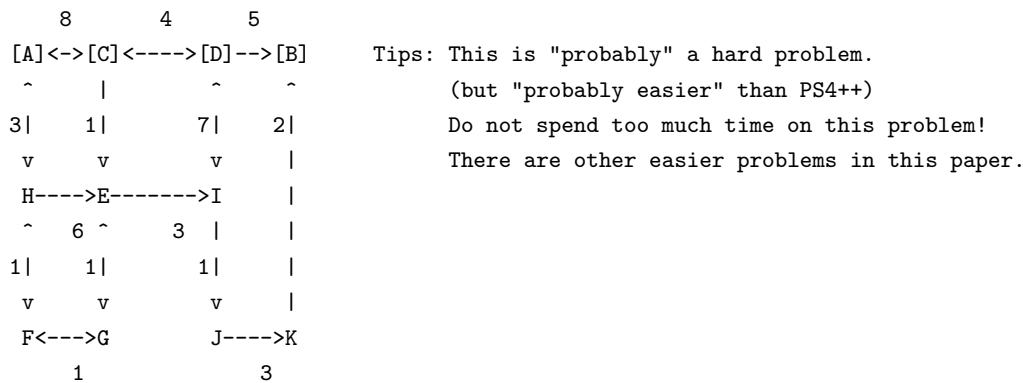 8 4 5
[A]<->[C]<---->[D]-->[B] Tips: This is "probably" a hard problem.
^ | ^ ^ (but "probably easier" than PS4++)
3| 1| 7| 2| Do not spend too much time on this problem!
v v v | There are other easier problems in this paper.
H---->E------->I |
^ 6 ^ 3 | |
1| 1| 1| |
v v v |
F<--->G J---->K
1 3